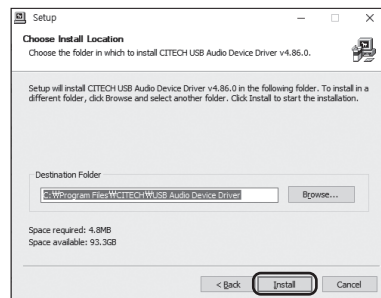 Setup
Choose Install Location
Choose the folder in which to install CITECH USB Audio Device Driver v4.86.0.
Setup will install CITECH USB Audio Device Driver v4.86.0 in the following folder. To install in a
different folder, click Browse and select another folder. Click Install to start the installation.
Destination Folder
C:₩Program Files₩CITECH₩USB Audio Device Driver
Browse...
Space required: 4.8MB
Space available: 93.3GB
< Back
Install
Cancel